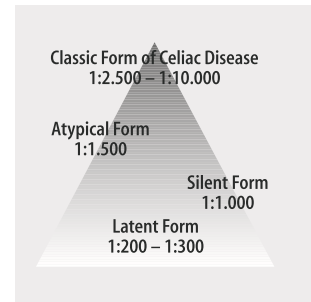 Classic Form of Celiac Disease
1:2.500 – 1:10.000
Atypical Form
1:1.500
Silent Form
1:1.000
Latent Form
1:200 – 1:300